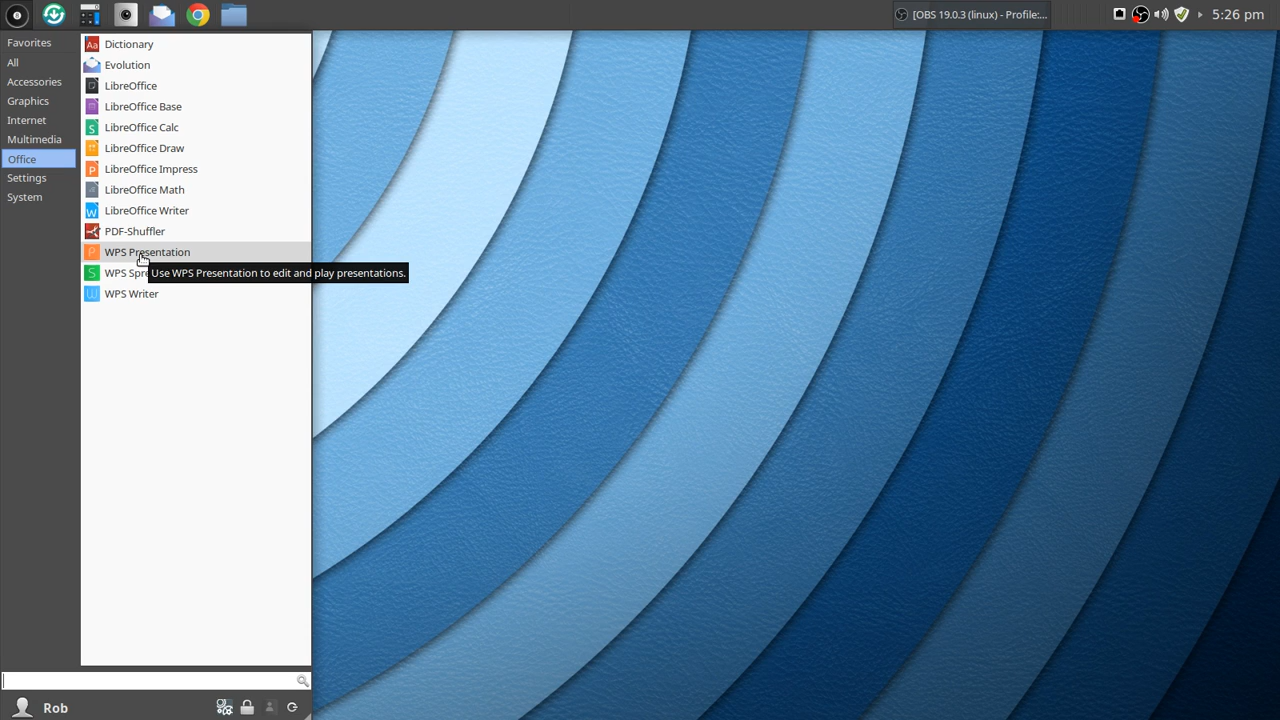 [OBS 19.0.3 (linux) - Profile:...
5:26 pm
Favorites
All
Accessories
Graphics
Internet
Multimedia
Office
Settings
System
Dictionary
Evolution
LibreOffice
LibreOffice Base
LibreOffice Calc
LibreOffice Draw
LibreOffice Impress
LibreOffice Math
LibreOffice Writer
PDF-Shuffler
WPS Presentation
WPS Spre
Use WPS Presentation to edit and play presentations.
WPS Writer
Rob